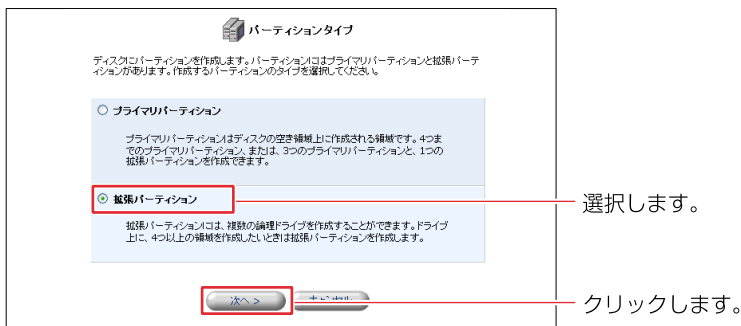 パーティションタイプ
ディスクにパーティションを作成します。パーティションにはプライマリパーティションと拡張パーテ
ィションがあります。作成するパーティションのタイプを選択してください。
プライマリパーティション
プライマリパーティションはディスクの空き領域上に作成される領域です。4つま
でのプライマリパーティション、または、3つのプライマリパーティションと、1つの
拡張パーティションを作成できます。
拡張パーティション
選択します。
拡張パーティションには、複数の論理ドライブを作成することができます。ドライブ
上に、4つ以上の領域を作成したいときは拡張パーティションを作成します。
次へ >
キャンセル
クリックします。